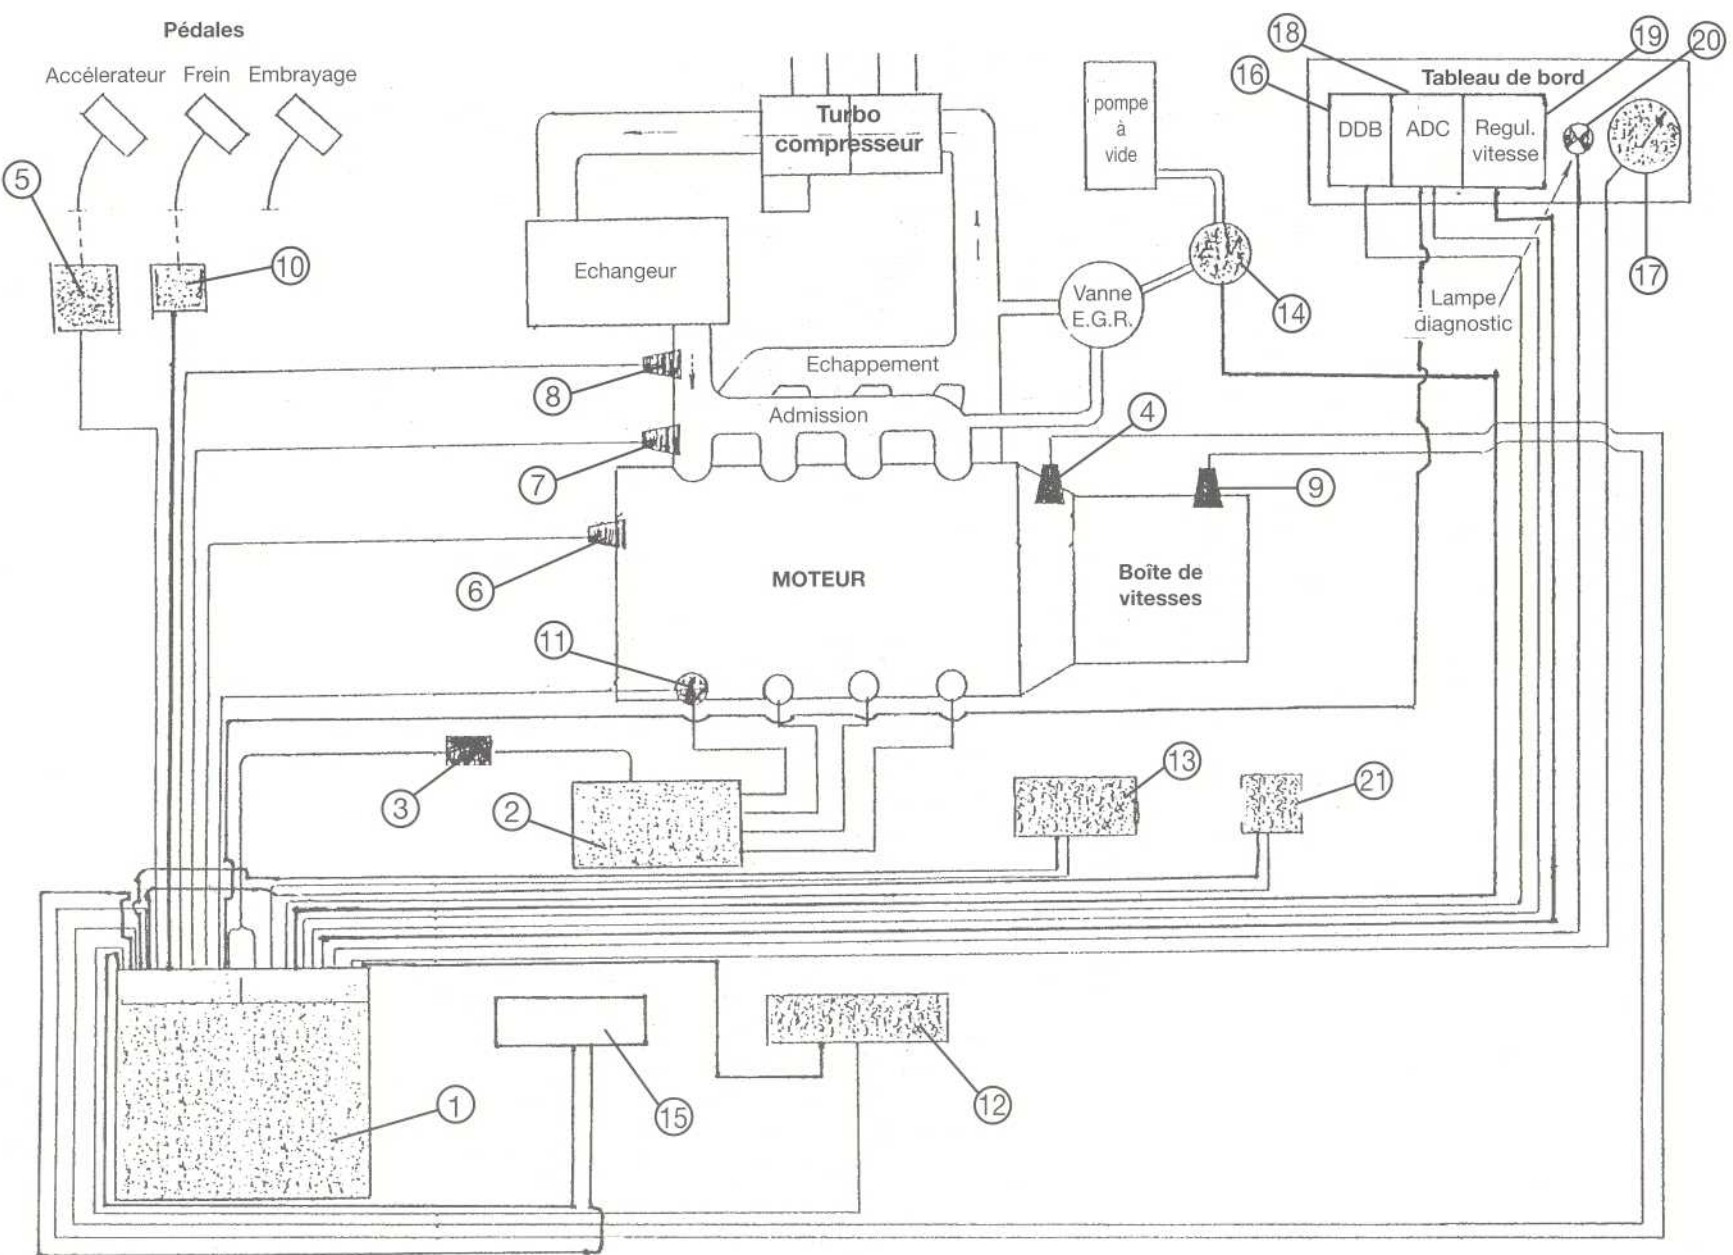 Pédales
Accélerateur Frein Embrayage
5
10
Turbo
compresseur
Echangeur
pompe
à
vide
Vanne
E.G.R.
14
18
16
19
20
Tableau de bord
DDB
ADC
Regul.
vitesse
17
Lampe
diagnostic
Echappement
Admission
8
7
6
4
9
MOTEUR
Boîte de
vitesses
11
3
2
13
21
1
15
12